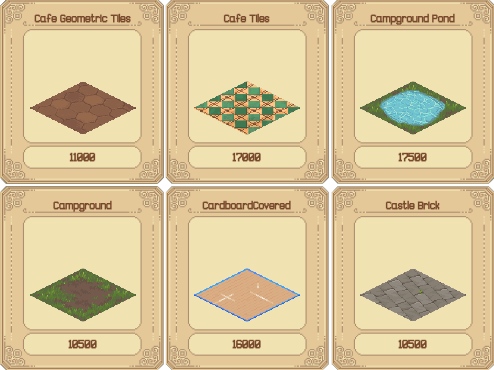 Cafe Geometric Tiles
Cafe Tiles
Campground Pond
11000
17000
17500
Campground
CardboardCovered
Castle Brick
10500
16000
10500